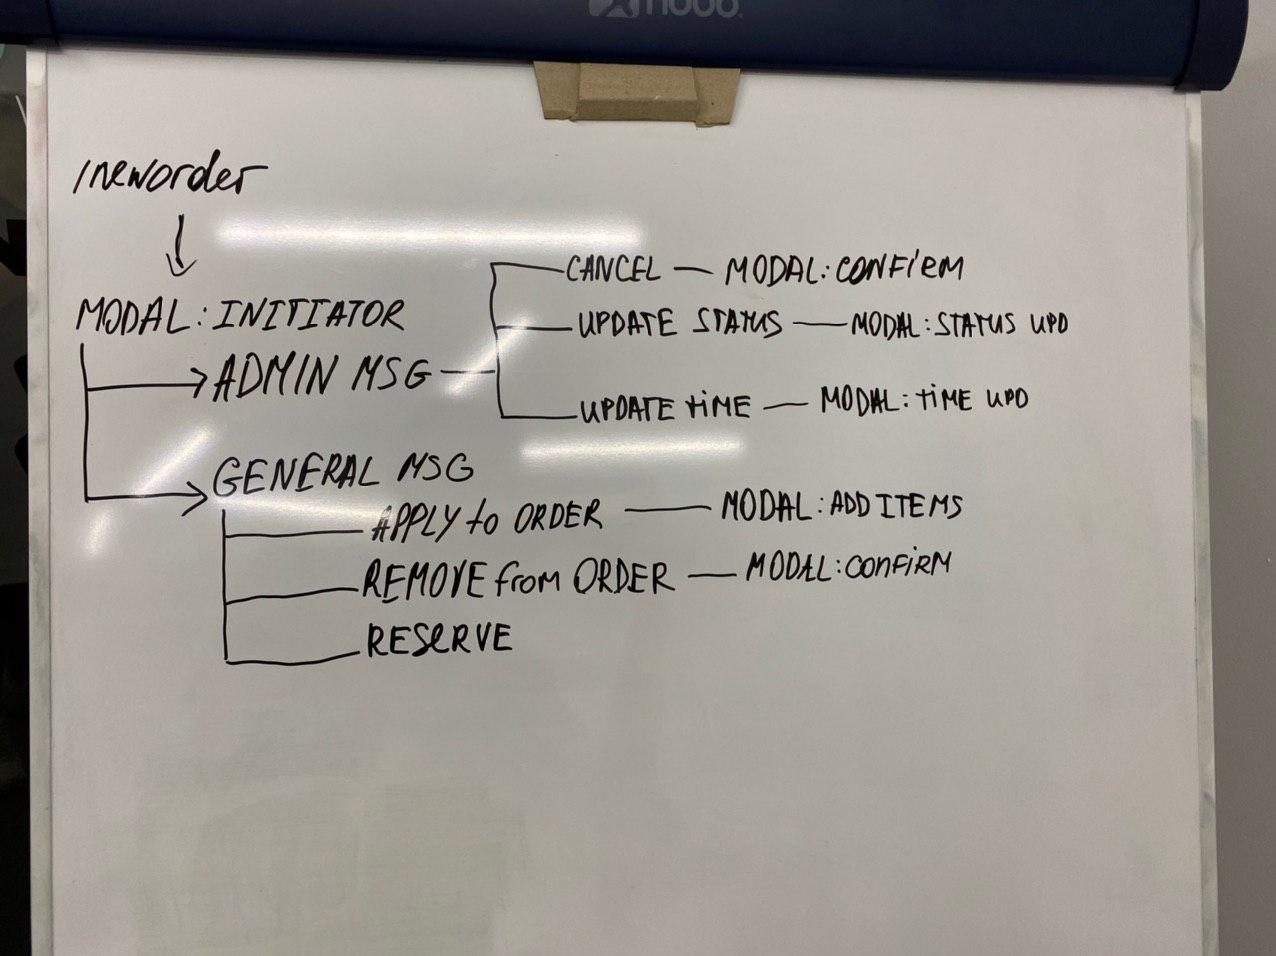 /neworder
MODAL: INITIATOR
ADMIN MSG
CANCEL — MODAL: CONFIRM
UPDATE STATUS — MODAL: STATUS UPD
UPDATE TIME — MODAL: TIME UPD
GENERAL MSG
APPLY to ORDER — MODAL: ADD ITEMS
REMOVE from ORDER — MODAL: CONFIRM
RESERVE